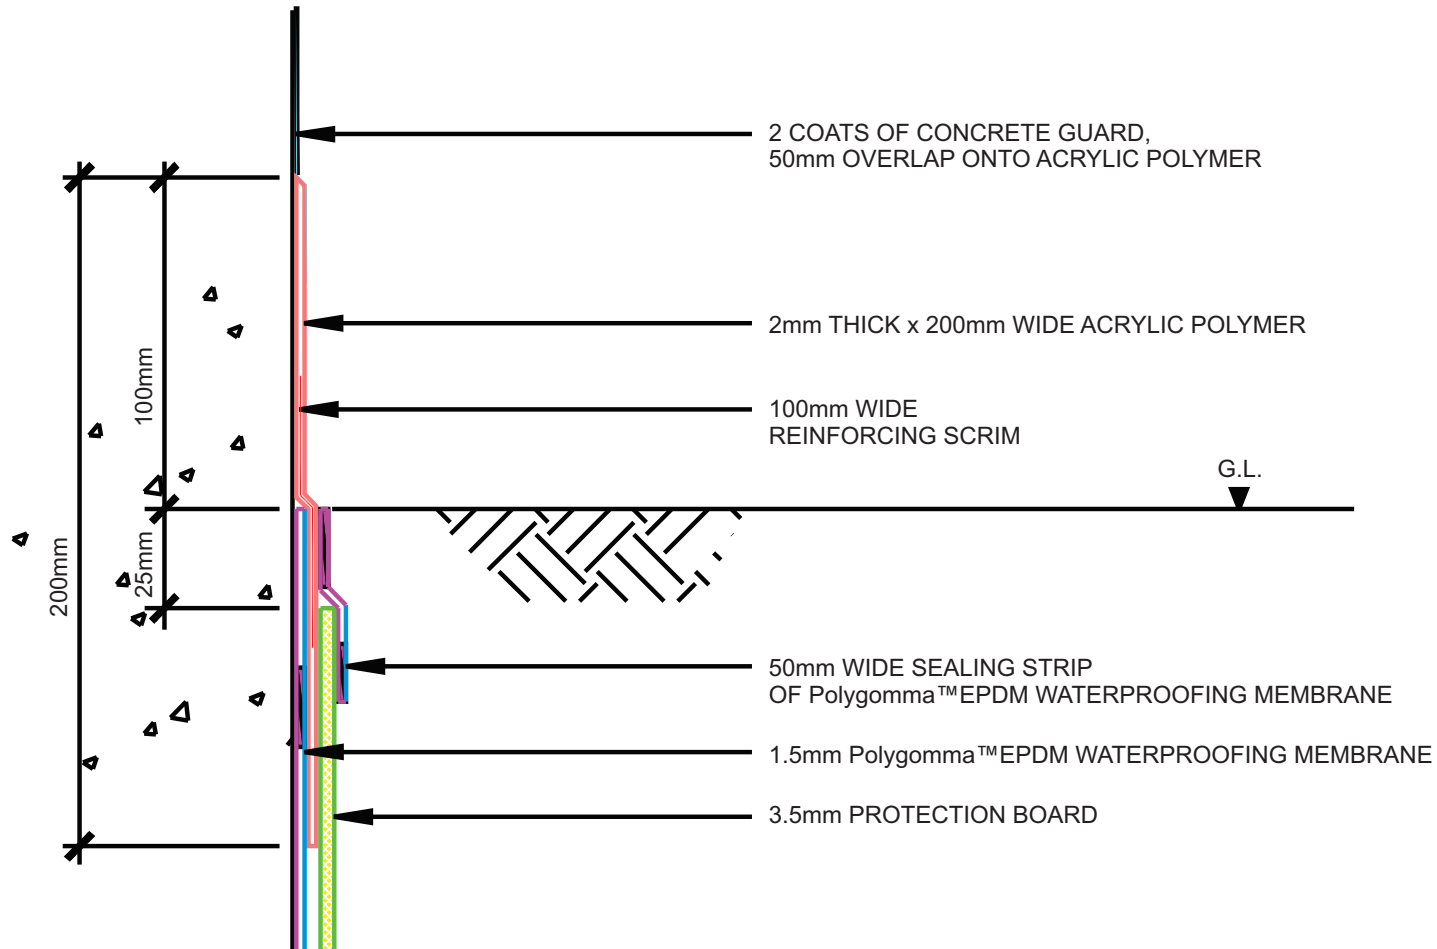 2 COATS OF CONCRETE GUARD,
50mm OVERLAP ONTO ACRYLIC POLYMER
2mm THICK x 200mm WIDE ACRYLIC POLYMER
100mm
100mm WIDE
REINFORCING SCRIM
G.L.
25mm
200mm
50mm WIDE SEALING STRIP
OF Polygomma™EPDM WATERPROOFING MEMBRANE
1.5mm Polygomma™EPDM WATERPROOFING MEMBRANE
3.5mm PROTECTION BOARD